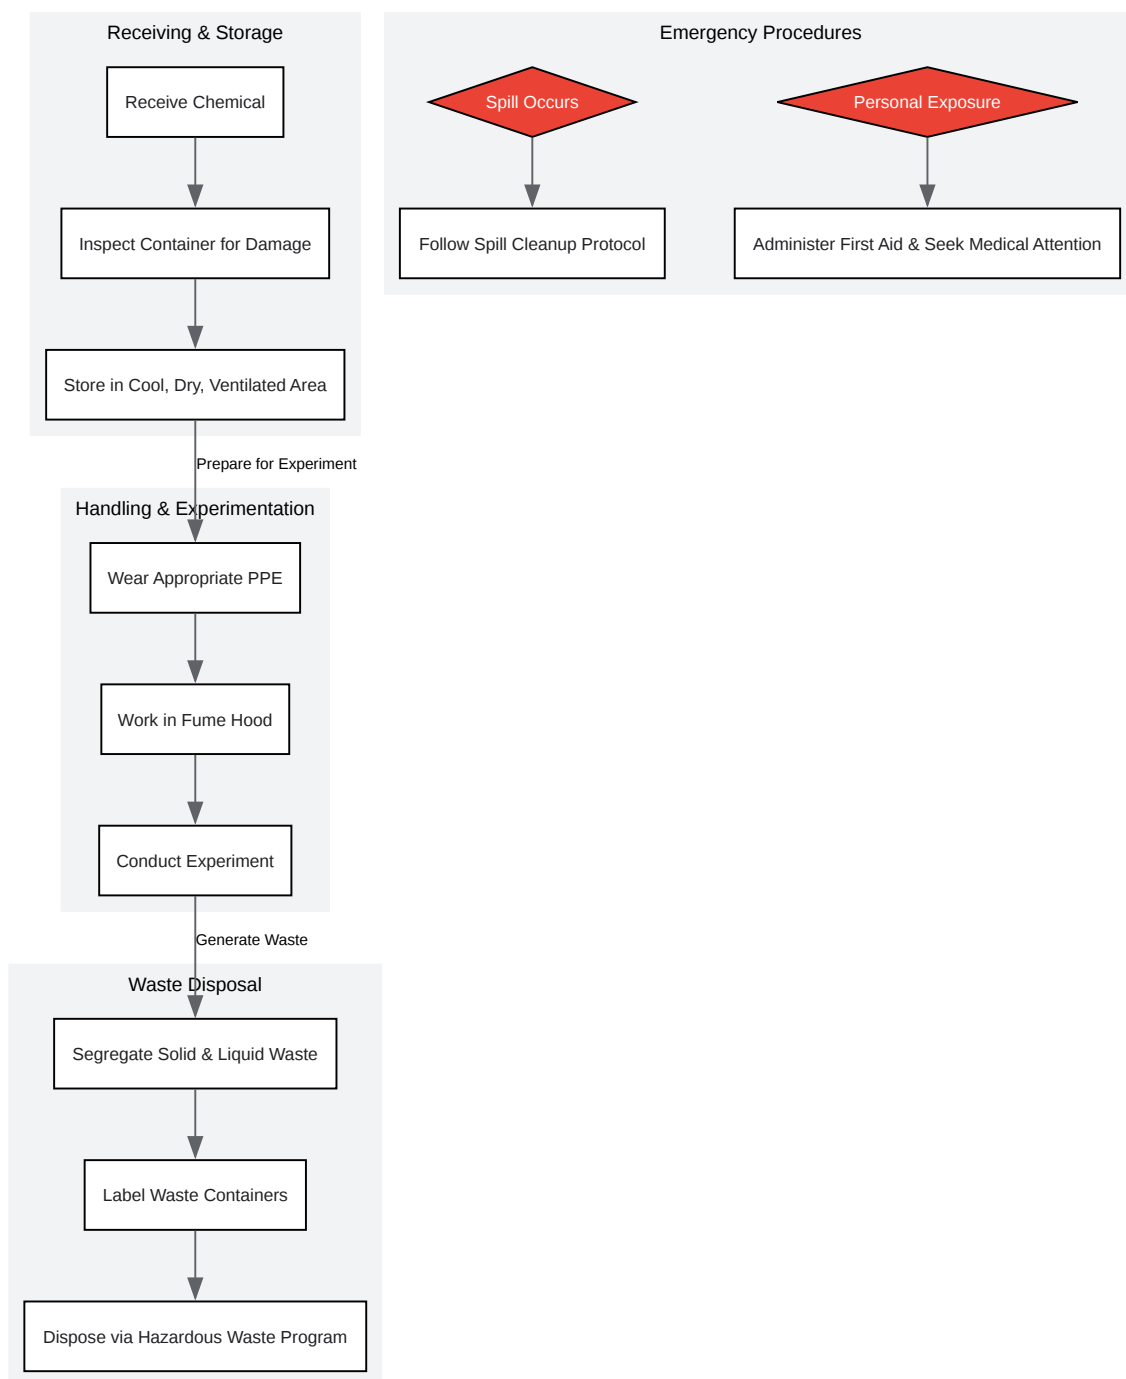 Receiving & Storage
Receive Chemical
Inspect Container for Damage
Store in Cool, Dry, Ventilated Area
Prepare for Experiment
Handling & Experimentation
Wear Appropriate PPE
Work in Fume Hood
Conduct Experiment
Generate Waste
Waste Disposal
Segregate Solid & Liquid Waste
Label Waste Containers
Dispose via Hazardous Waste Program
Emergency Procedures
Spill Occurs
Follow Spill Cleanup Protocol
Personal Exposure
Administer First Aid & Seek Medical Attention